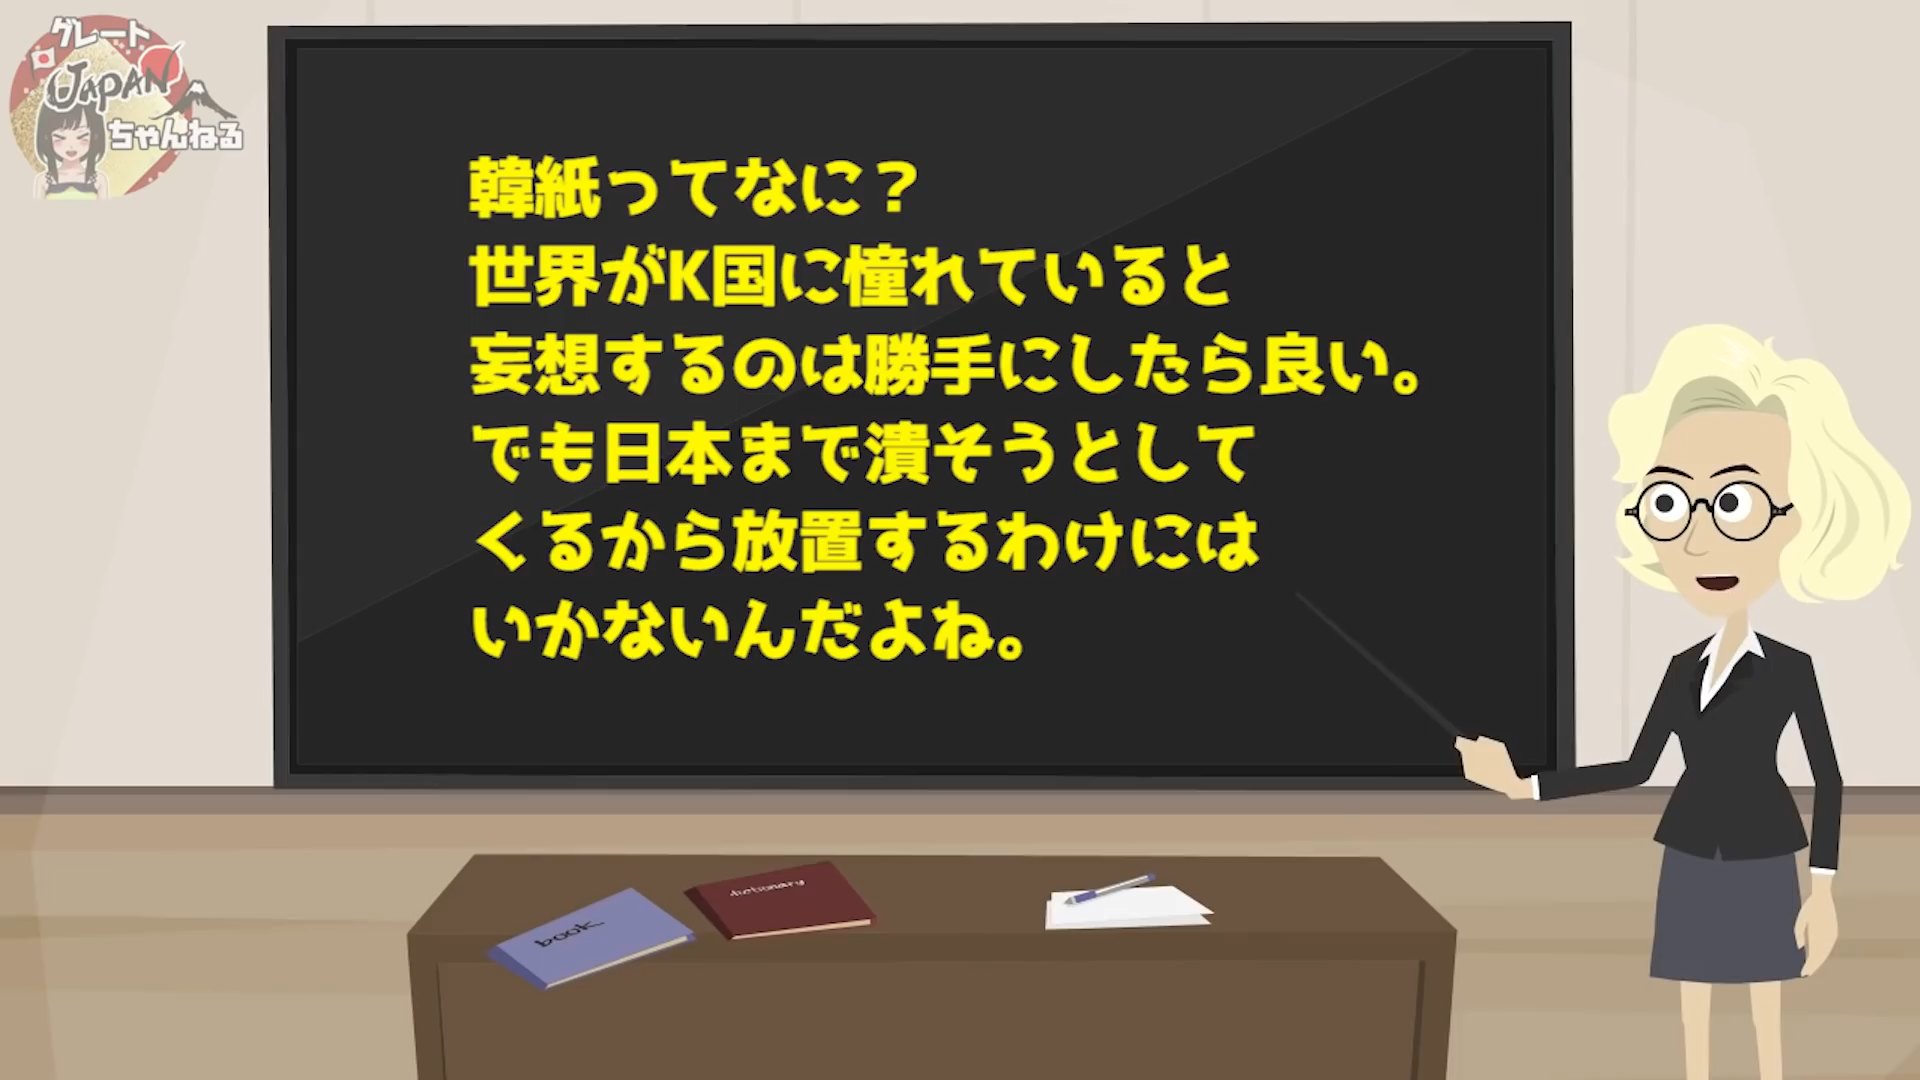 グレート
JAPAN
ちゃんねる
韓紙ってなに？
世界がK国に憧れていると
妄想するのは勝手にしたら良い。
でも日本まで潰そうとして
くるから放置するわけには
いかないんだよね。
dictionary
book